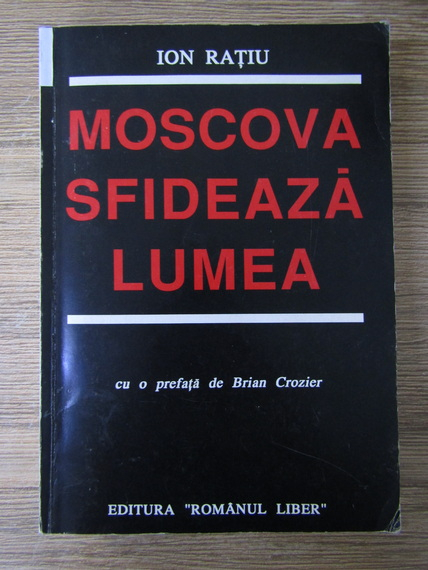 ION RAȚIU
MOSCOVA
SFIDEAZĂ
LUMEA
cu o prefață de Brian Crozier
EDITURA "ROMÂNUL LIBER"